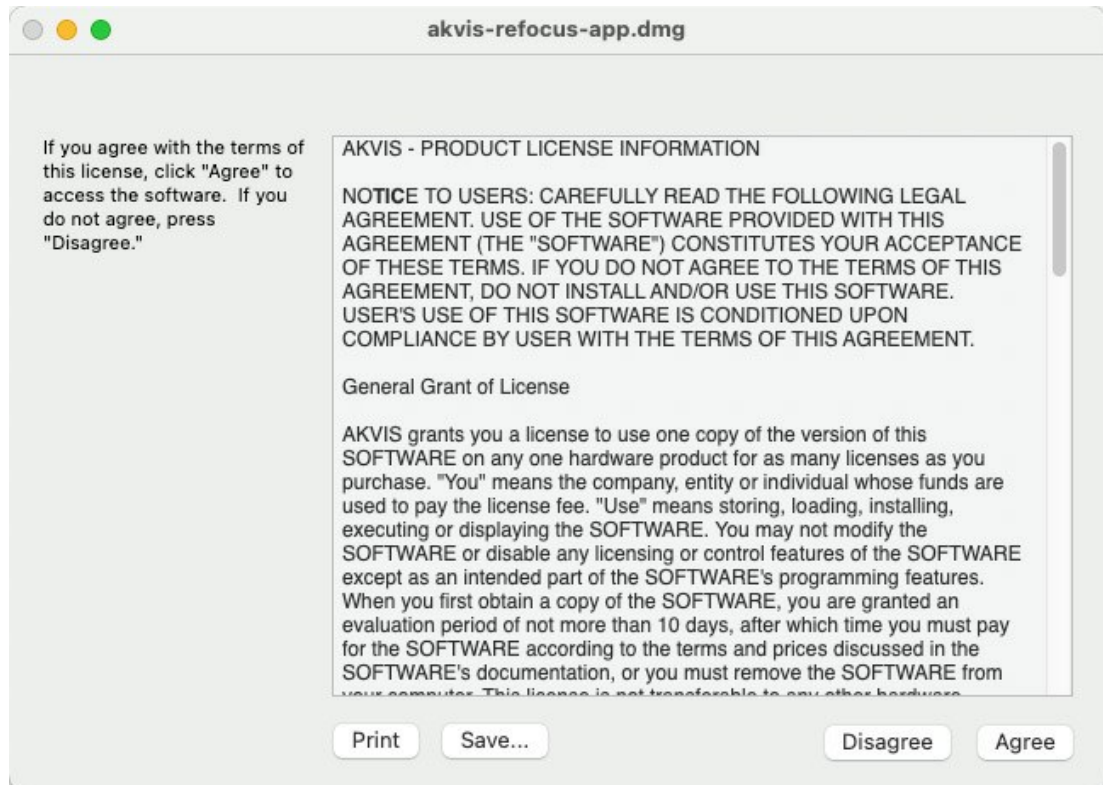 akvis-refocus-app.dmg
If you agree with the terms of
this license, click "Agree" to
access the software.  If you
do not agree, press
"Disagree."
AKVIS - PRODUCT LICENSE INFORMATION
NOTICE TO USERS: CAREFULLY READ THE FOLLOWING LEGAL
AGREEMENT. USE OF THE SOFTWARE PROVIDED WITH THIS
AGREEMENT (THE "SOFTWARE") CONSTITUTES YOUR ACCEPTANCE
OF THESE TERMS. IF YOU DO NOT AGREE TO THE TERMS OF THIS
AGREEMENT, DO NOT INSTALL AND/OR USE THIS SOFTWARE.
USER'S USE OF THIS SOFTWARE IS CONDITIONED UPON
COMPLIANCE BY USER WITH THE TERMS OF THIS AGREEMENT.
General Grant of License
AKVIS grants you a license to use one copy of the version of this
SOFTWARE on any one hardware product for as many licenses as you
purchase. "You" means the company, entity or individual whose funds are
used to pay the license fee. "Use" means storing, loading, installing,
executing or displaying the SOFTWARE. You may not modify the
SOFTWARE or disable any licensing or control features of the SOFTWARE
except as an intended part of the SOFTWARE's programming features.
When you first obtain a copy of the SOFTWARE, you are granted an
evaluation period of not more than 10 days, after which time you must pay
for the SOFTWARE according to the terms and prices discussed in the
SOFTWARE's documentation, or you must remove the SOFTWARE from
your computer. This license is not transferable to any other hardware
Print
Save...
Disagree
Agree